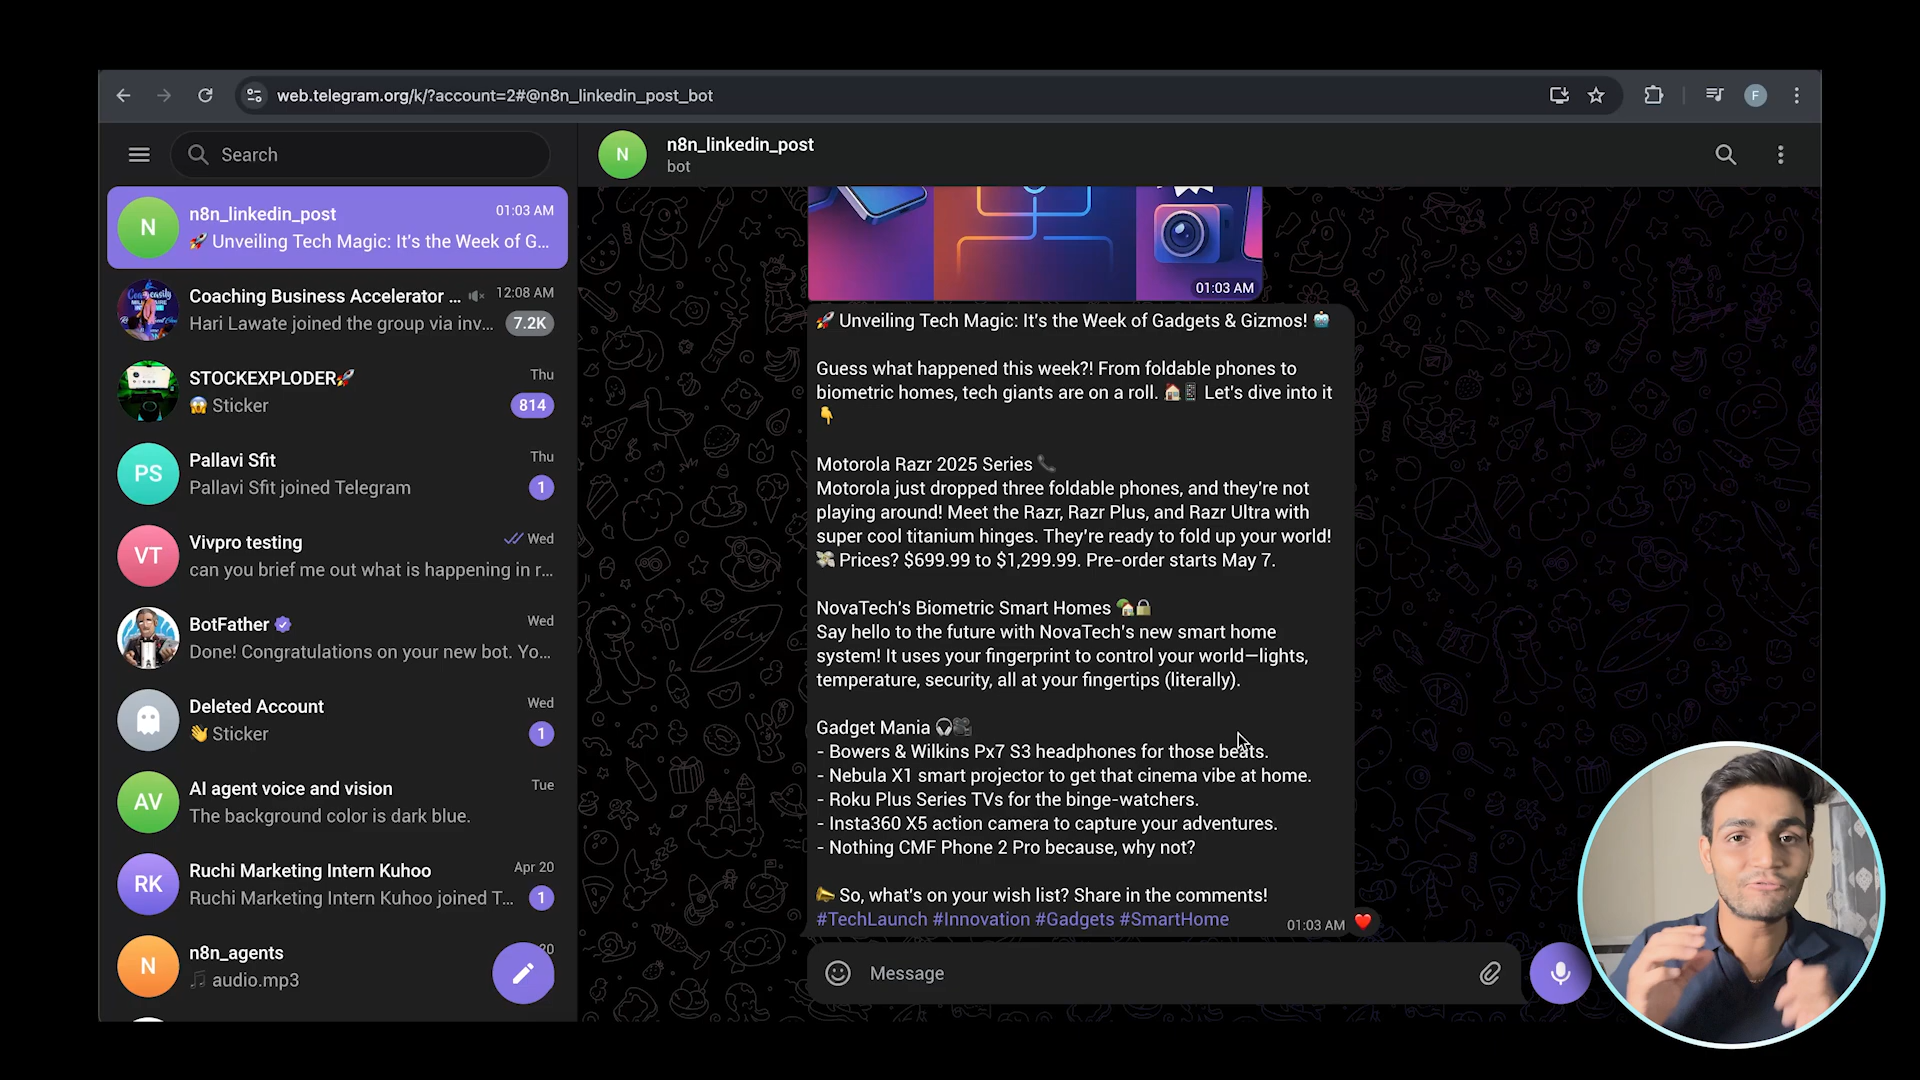 web.telegram.org/k/?account=2#@n8n_linkedin_post_bot
F
Search
N
n8n_linkedin_post
01:03 AM
🚀 Unveiling Tech Magic: It's the Week of G...
Coaching Business Accelerator ...
12:08 AM
Hari Lawate joined the group via inv...
7.2K
STOCKEXPLODER🚀
Thu
😱 Sticker
814
PS
Pallavi Sfit
Thu
Pallavi Sfit joined Telegram
1
VT
Vivpro testing
Wed
can you brief me out what is happening in r...
BotFather
Wed
Done! Congratulations on your new bot. Yo...
Deleted Account
Wed
👋 Sticker
1
AV
AI agent voice and vision
Tue
The background color is dark blue.
RK
Ruchi Marketing Intern Kuhoo
Apr 20
Ruchi Marketing Intern Kuhoo joined T...
1
N
n8n_agents
20
audio.mp3
N
n8n_linkedin_post
bot
01:03 AM
🚀 Unveiling Tech Magic: It's the Week of Gadgets & Gizmos! 🤖
Guess what happened this week?! From foldable phones to
biometric homes, tech giants are on a roll. 🏠📱 Let's dive into it
👇
Motorola Razr 2025 Series 📞
Motorola just dropped three foldable phones, and they're not
playing around! Meet the Razr, Razr Plus, and Razr Ultra with
super cool titanium hinges. They're ready to fold up your world!
💸 Prices? $699.99 to $1,299.99. Pre-order starts May 7.
NovaTech's Biometric Smart Homes 🏡🔒
Say hello to the future with NovaTech's new smart home
system! It uses your fingerprint to control your world—lights,
temperature, security, all at your fingertips (literally).
Gadget Mania 🎧🎥
- Bowers & Wilkins Px7 S3 headphones for those beats.
- Nebula X1 smart projector to get that cinema vibe at home.
- Roku Plus Series TVs for the binge-watchers.
- Insta360 X5 action camera to capture your adventures.
- Nothing CMF Phone 2 Pro because, why not?
📣 So, what's on your wish list? Share in the comments!
#TechLaunch #Innovation #Gadgets #SmartHome
01:03 AM ❤️
Message